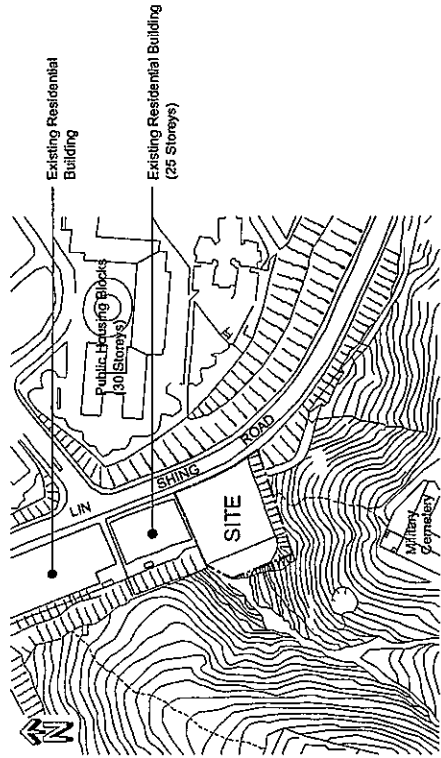 Existing Residential
Building
Existing Residential Building
(25 Storeys)
Public Housing Blocks
(30 Storeys)
LIN
SHING
ROAD
SITE
Military
Cemetery
N